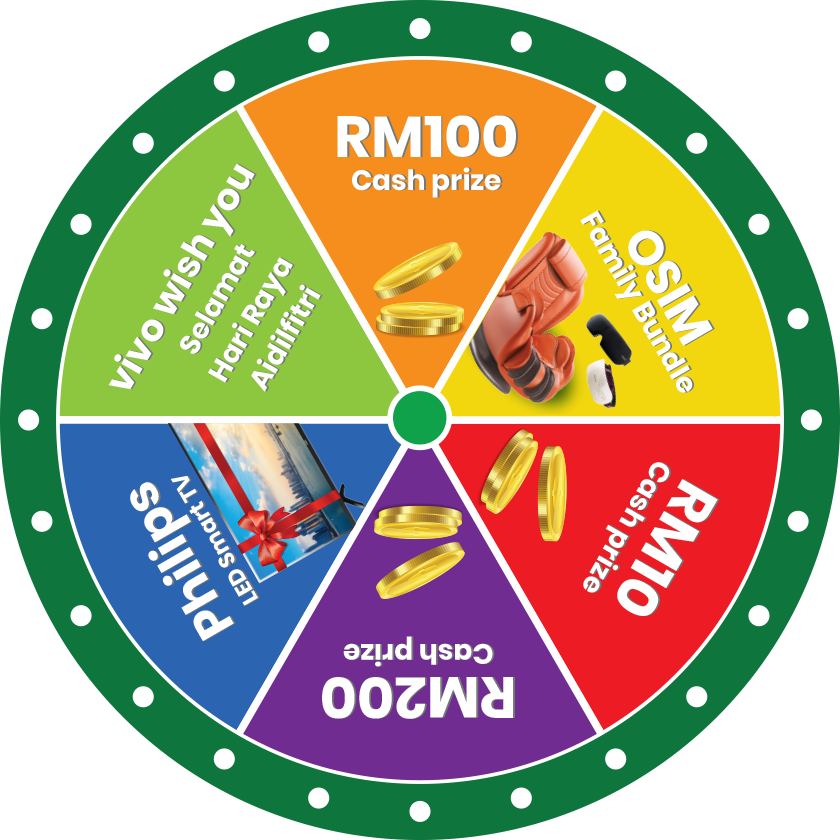 RM100
Cash prize
OSIM
Family Bundle
RM10
Cash prize
RM200
Cash prize
Philips
LED Smart TV
vivo wish you
Selamat
Hari Raya
Aidilfitri